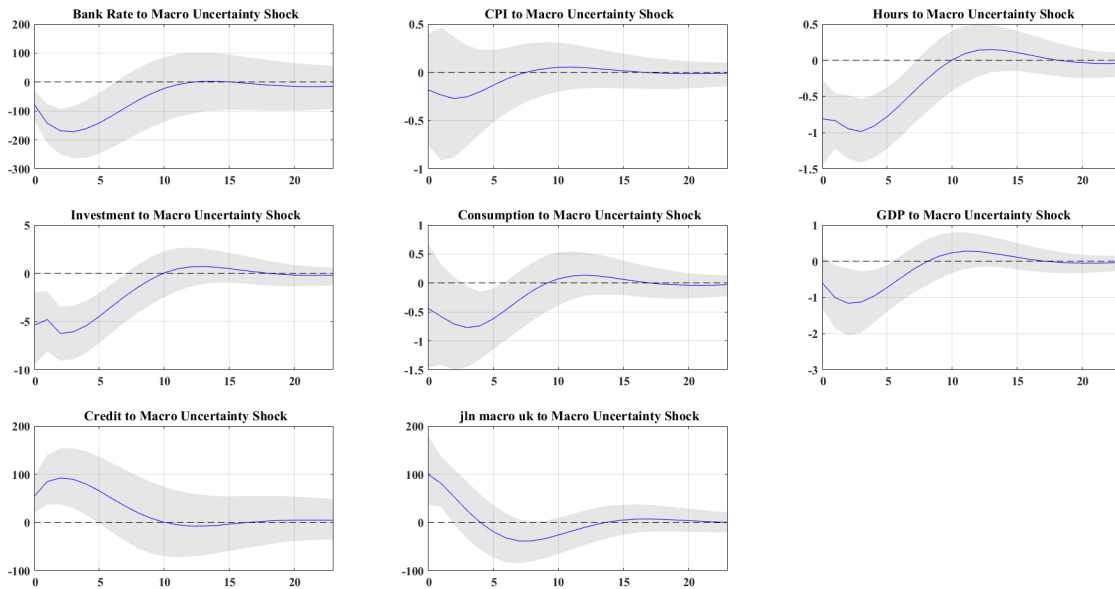 Bank Rate to Macro Uncertainty Shock
200
100
0
-100
-200
-300
0 5 10 15 20
CPI to Macro Uncertainty Shock
0.5
0
-0.5
-1
0 5 10 15 20
Hours to Macro Uncertainty Shock
0.5
0
-0.5
-1
-1.5
0 5 10 15 20
Investment to Macro Uncertainty Shock
5
0
-5
-10
0 5 10 15 20
Consumption to Macro Uncertainty Shock
1
0.5
0
-0.5
-1
-1.5
0 5 10 15 20
GDP to Macro Uncertainty Shock
1
0
-1
-2
-3
0 5 10 15 20
Credit to Macro Uncertainty Shock
200
100
0
-100
0 5 10 15 20
jln macro uk to Macro Uncertainty Shock
200
100
0
-100
0 5 10 15 20